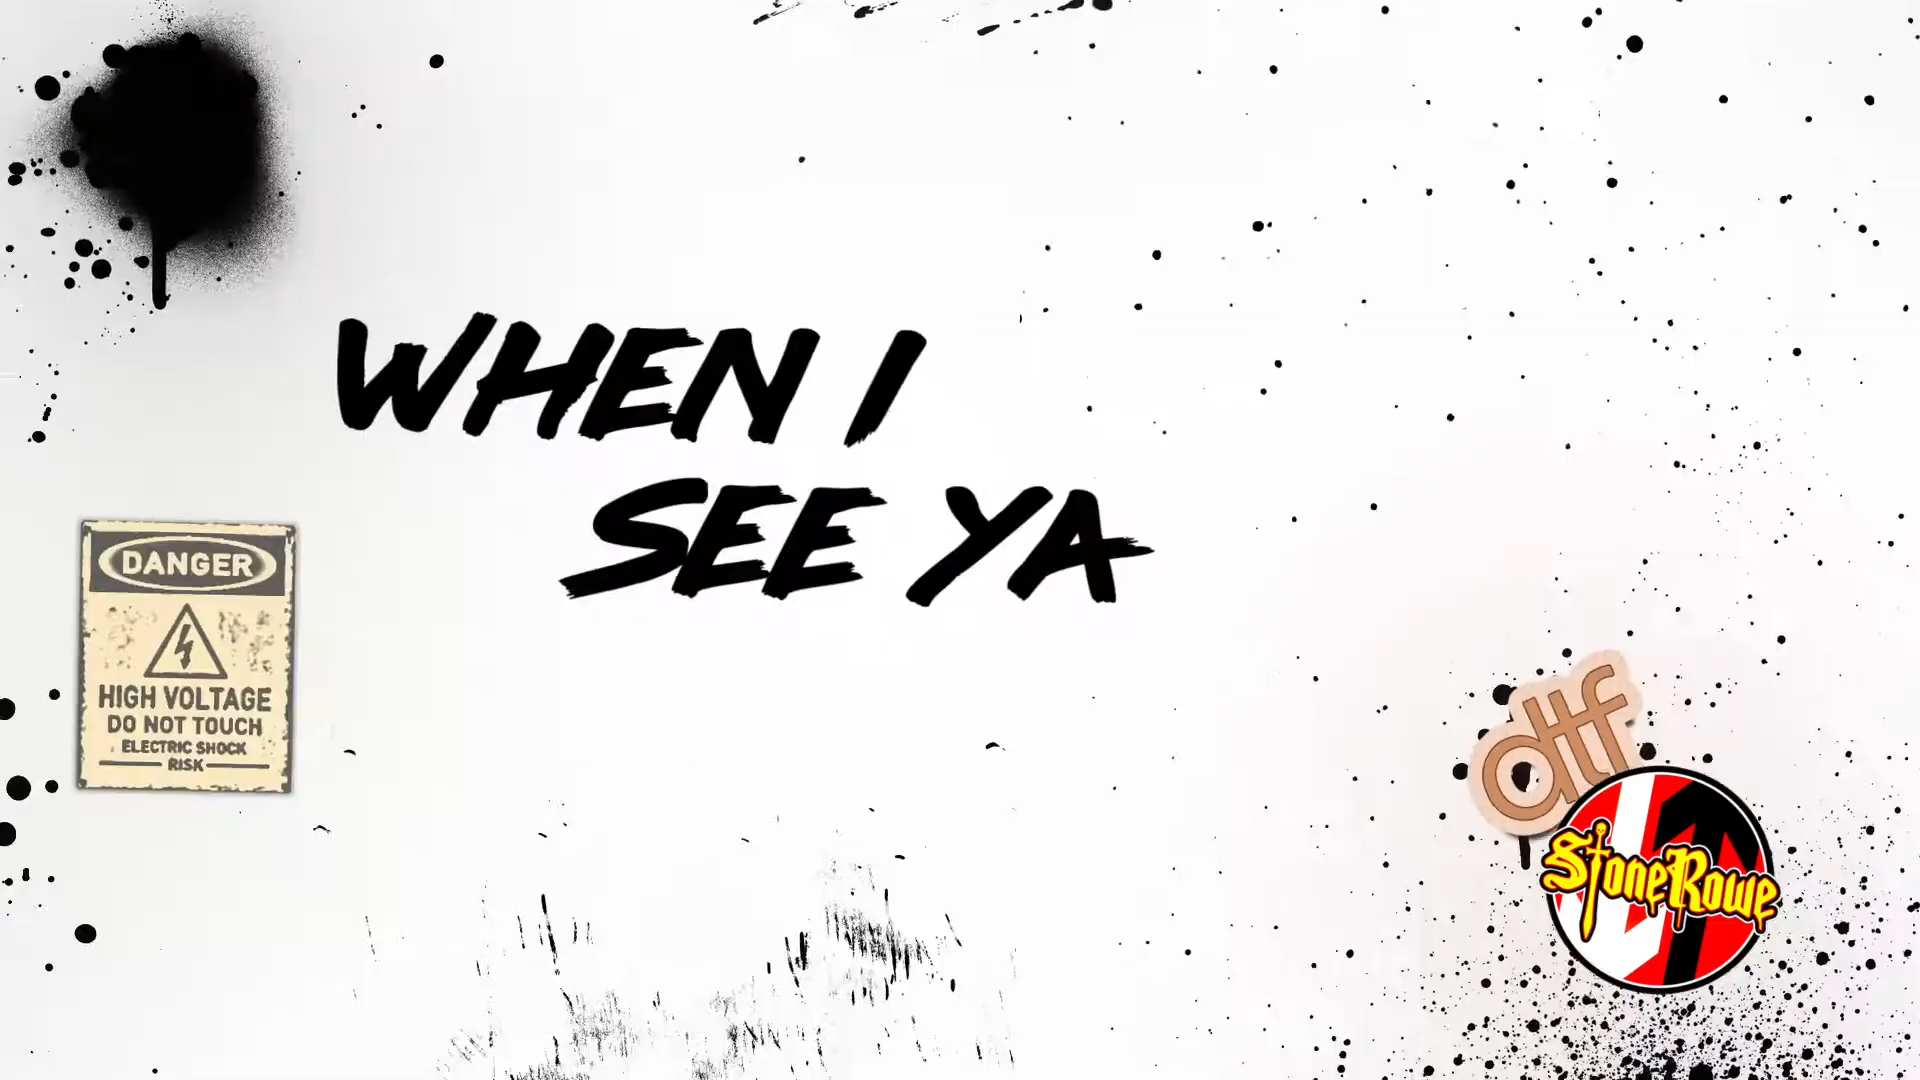 WHEN I
SEE YA
DANGER
HIGH VOLTAGE
DO NOT TOUCH
ELECTRIC SHOCK
RISK
dtf
StoneRowe